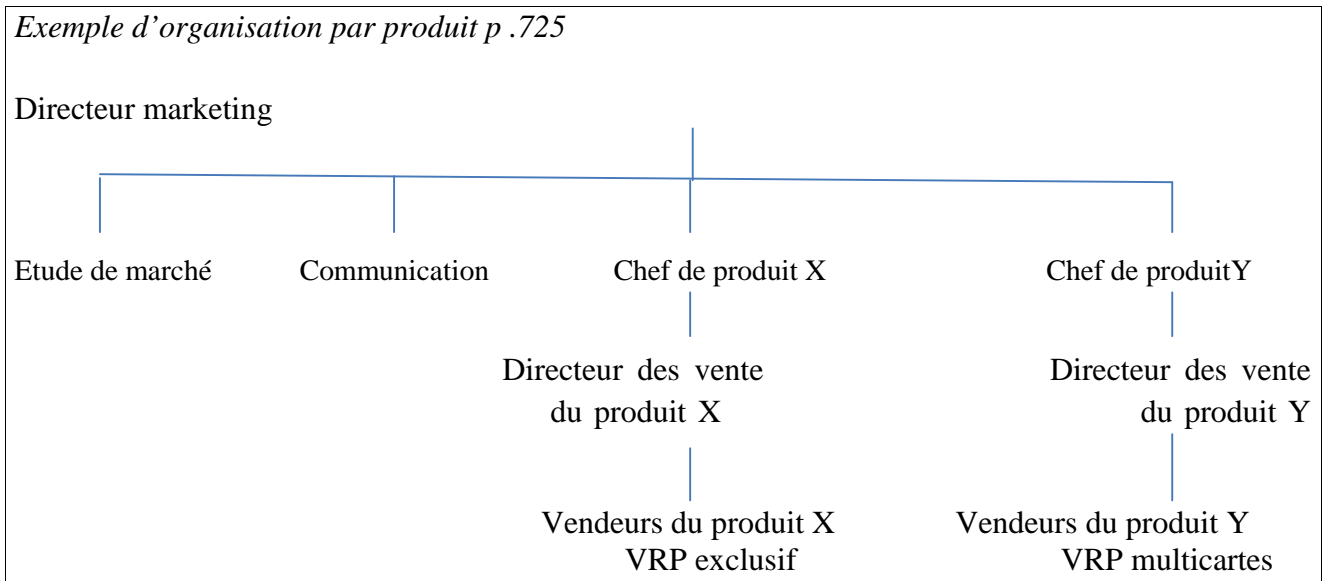 Exemple d’organisation par produit p .725
Directeur marketing
Etude de marché Communication Chef de produit X Chef de produitY
Directeur des vente Directeur des vente
du produit X du produit Y
Vendeurs du produit X Vendeurs du produit Y
VRP exclusif VRP multicartes